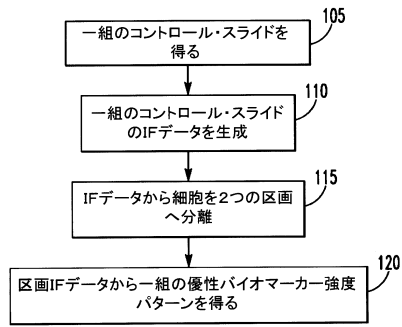 105
一組のコントロール・スライドを
得る
110
一組のコントロール・スライド
のIFデータを生成
115
IFデータから細胞を2つの区画
へ分離
120
区画IFデータから一組の優性バイオマーカー強度
パターンを得る